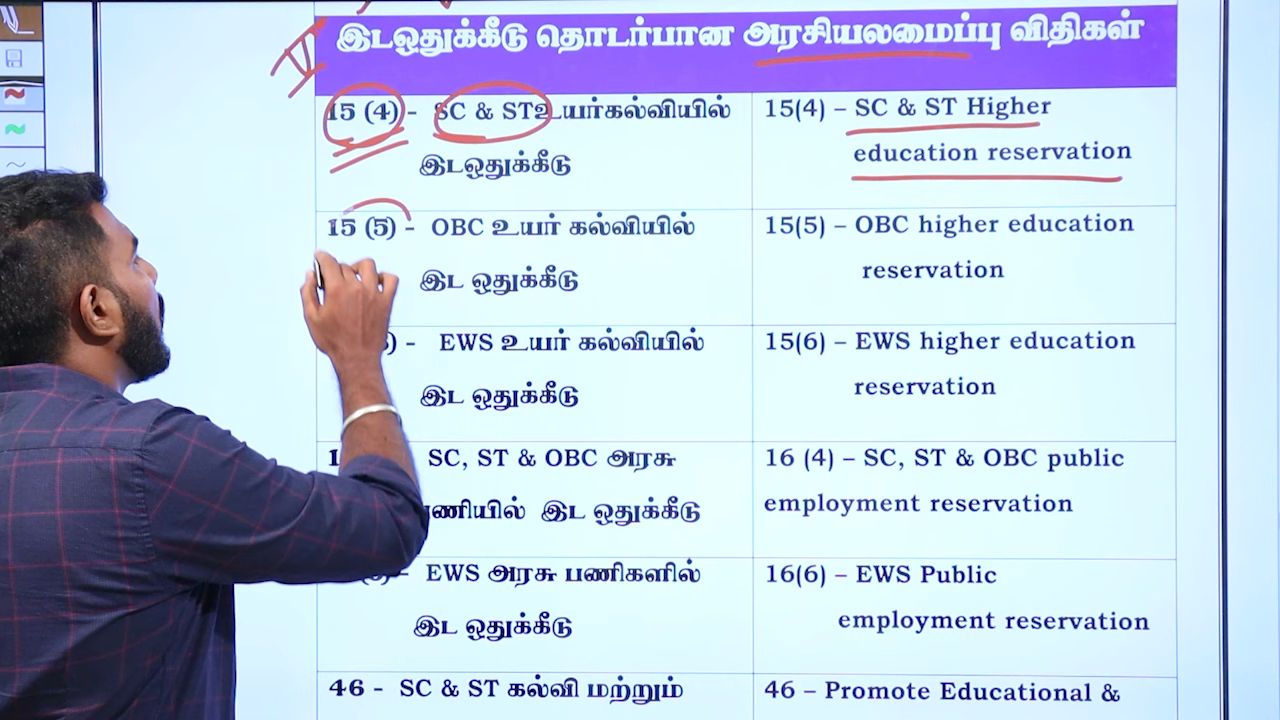 VI
இடஒதுக்கீடு தொடர்பான அரசியலமைப்பு விதிகள்
15 (4) - SC & ST உயர்கல்வியில்
இடஒதுக்கீடு
15(4) – SC & ST Higher
education reservation
15 (5) - OBC உயர் கல்வியில்
இட ஒதுக்கீடு
15(5) – OBC higher education
reservation
) - EWS உயர் கல்வியில்
இட ஒதுக்கீடு
15(6) – EWS higher education
reservation
1 SC, ST & OBC அரசு
பணியில் இட ஒதுக்கீடு
16 (4) – SC, ST & OBC public
employment reservation
– EWS அரசு பணிகளில்
இட ஒதுக்கீடு
16(6) – EWS Public
employment reservation
46 - SC & ST கல்வி மற்றும்
46 – Promote Educational &